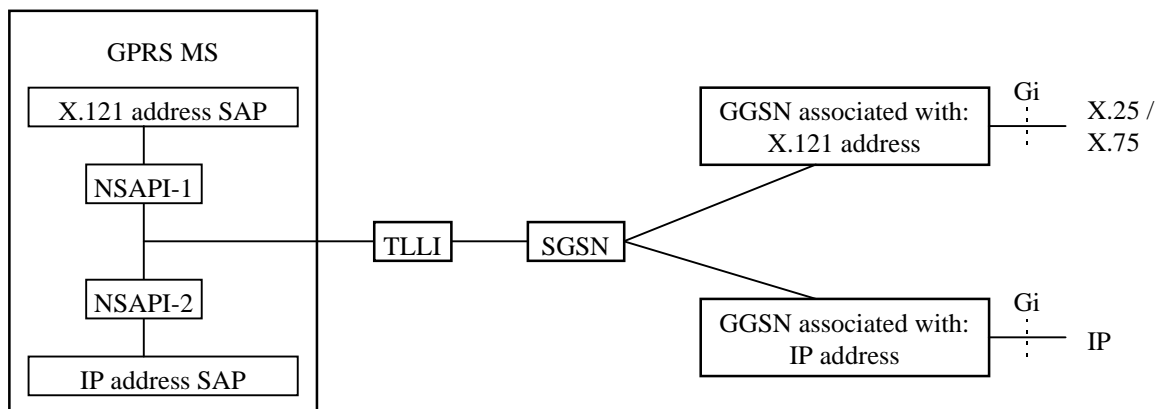 GPRS MS
X.121 address SAP
NSAPI-1
NSAPI-2
IP address SAP
TLLI
SGSN
GGSN associated with:
X.121 address
Gi
X.25 /
X.75
GGSN associated with:
IP address
Gi
IP